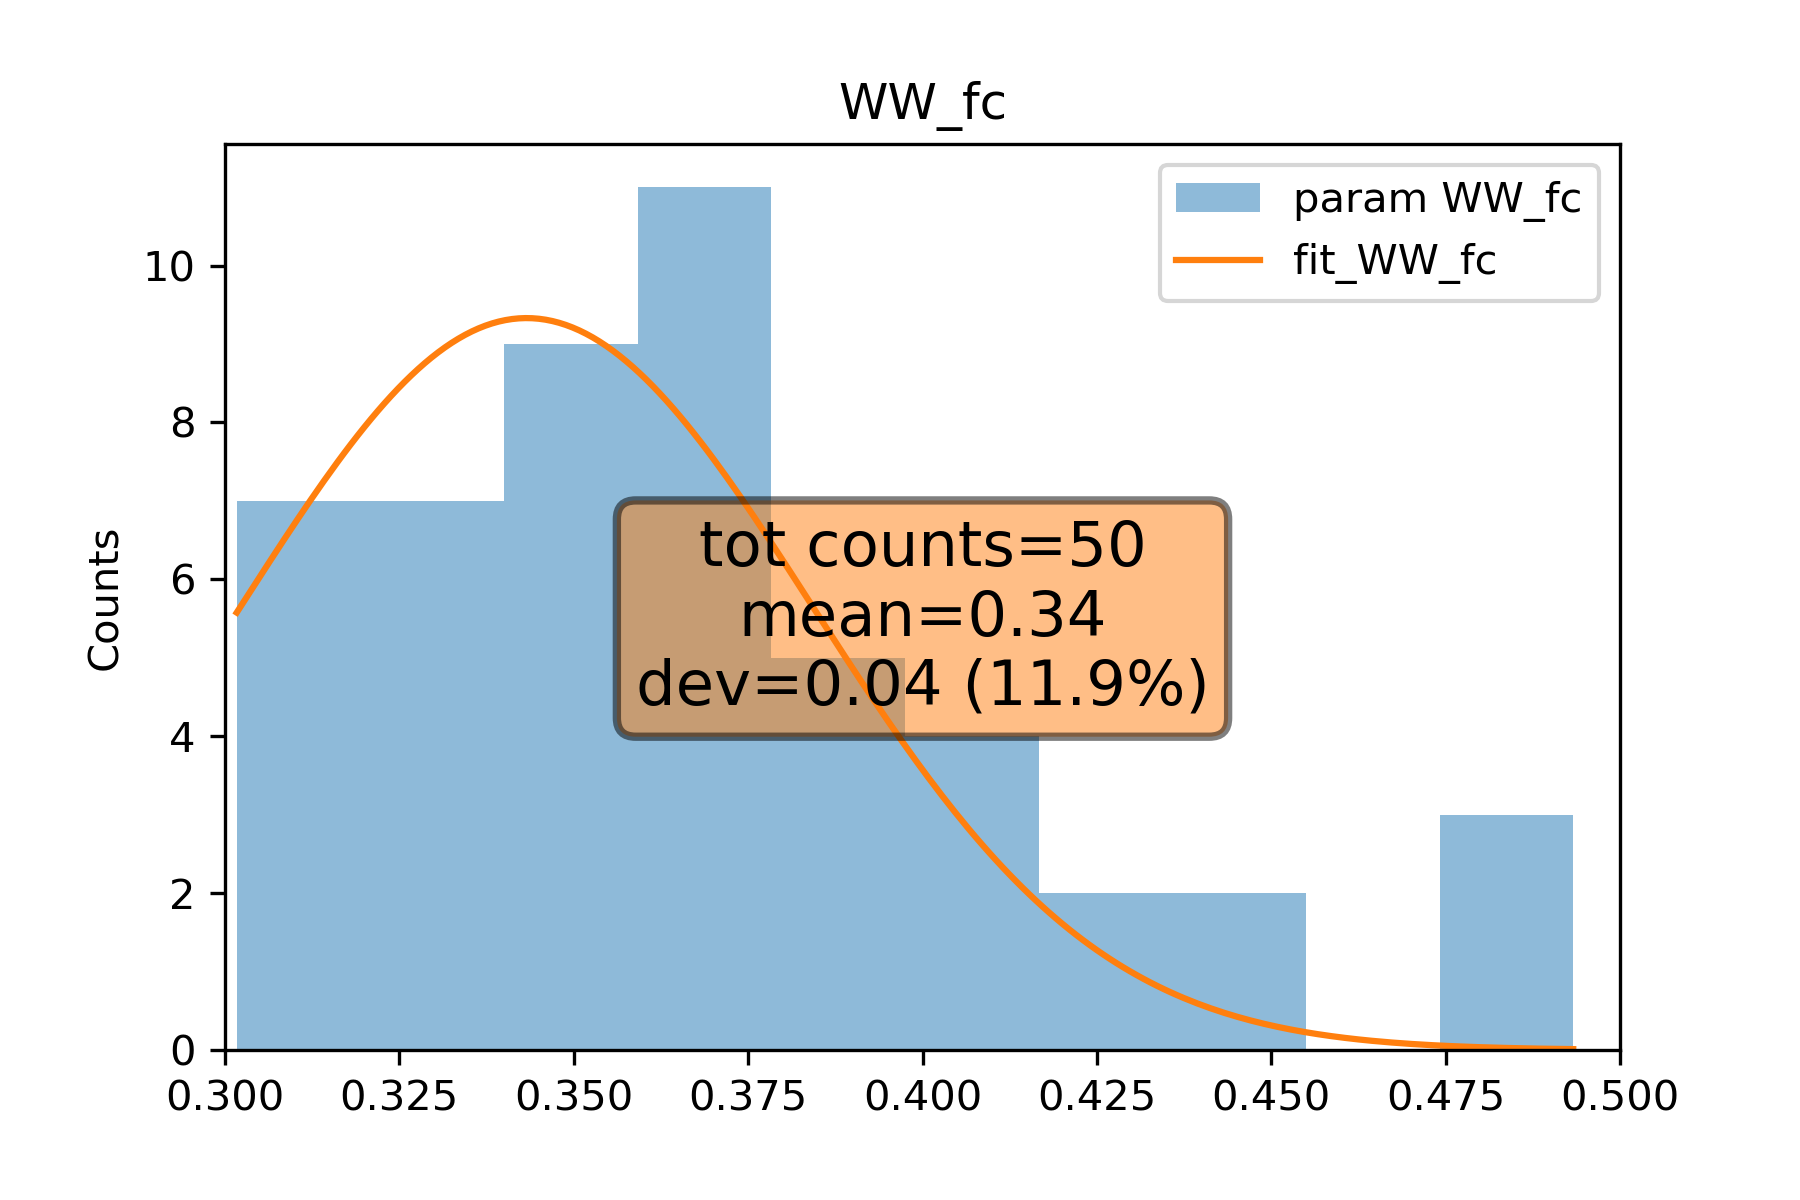 WW_fc
param WW_fc
fit_WW_fc
Counts
10
8
6
4
2
0
tot counts=50
mean=0.34
dev=0.04 (11.9%)
0.300 0.325 0.350 0.375 0.400 0.425 0.450 0.475 0.500